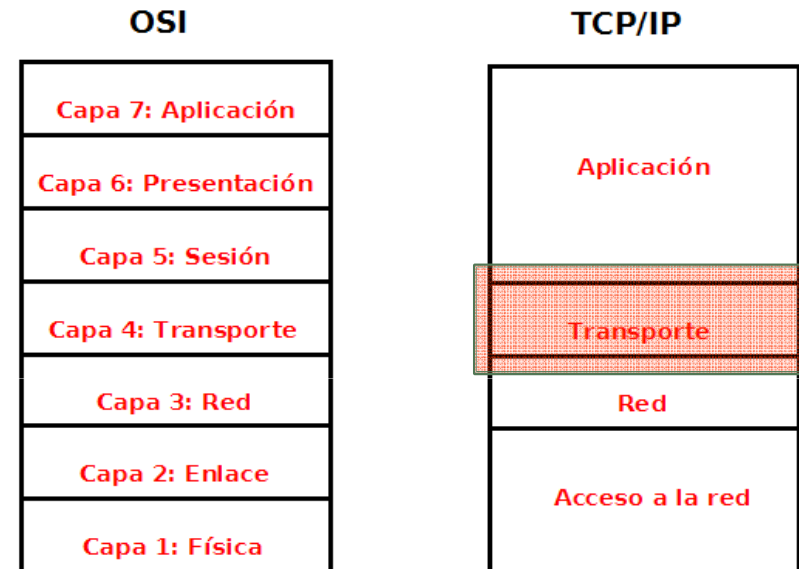 OSI
Capa 7: Aplicación
Capa 6: Presentación
Capa 5: Sesión
Capa 4: Transporte
Capa 3: Red
Capa 2: Enlace
Capa 1: Física
TCP/IP
Aplicación
Transporte
Red
Acceso a la red